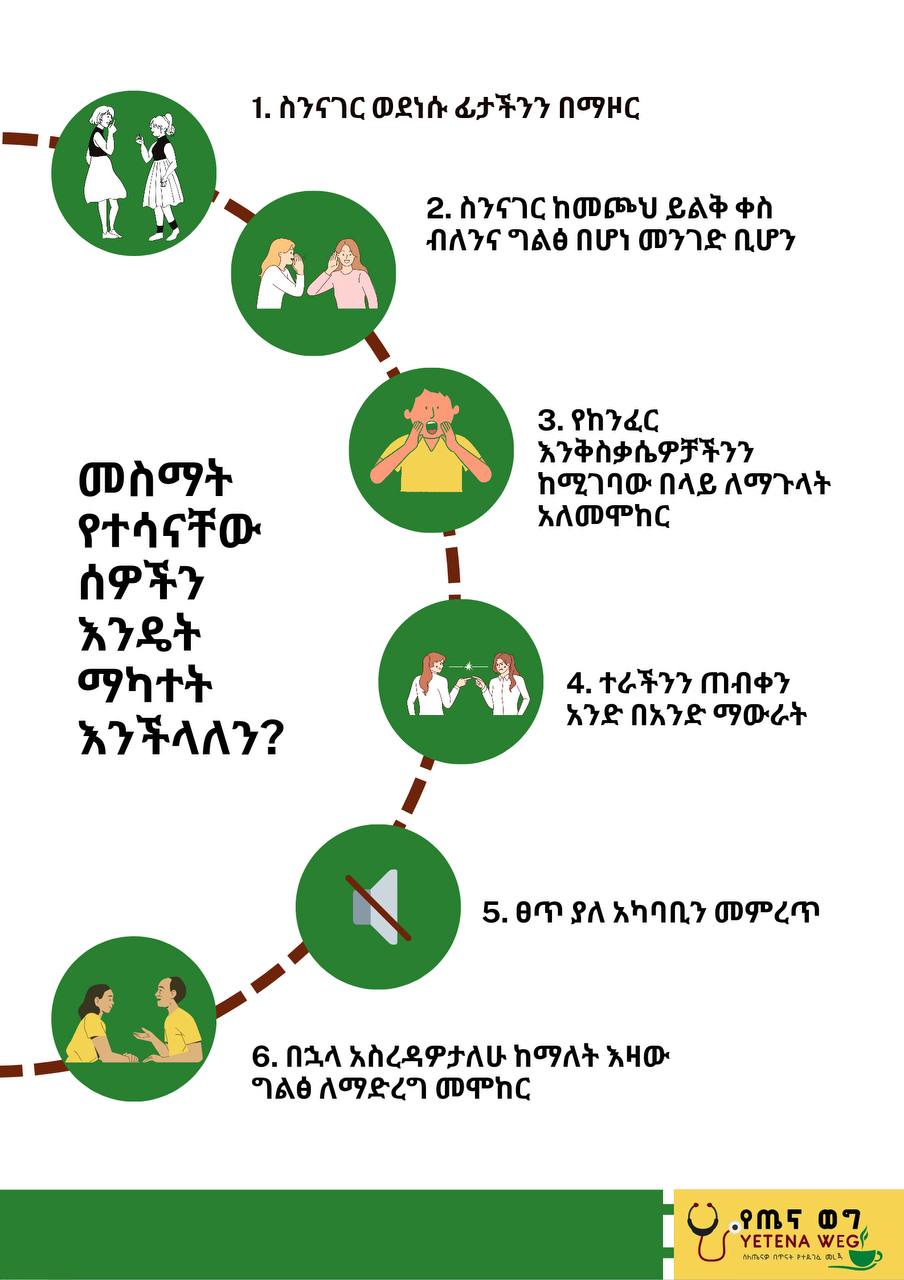 1. ስንናገር ወደነሱ ፊታችንን በማዞር
2. ስንናገር ከመጮህ ይልቅ ቀስ
ብለንና ግልፅ በሆነ መንገድ ቢሆን
3. የከንፈር
እንቅስቃሴዎቻችንን
ከሚገባው በላይ ለማጉላት
አለመሞከር
መስማት
የተሳናቸው
ሰዎችን
እንዴት
ማካተት
እንችላለን?
4. ተራችንን ጠብቀን
አንድ በአንድ ማውራት
5. ፀጥ ያለ አካባቢን መምረጥ
6. በኋላ አስረዳዎታለሁ ከማለት እዛው
ግልፅ ለማድረግ መሞከር
የጤና ወግ
YETENA WEG
ስለጤናዎ በጥናት የተደገፈ መረጃ